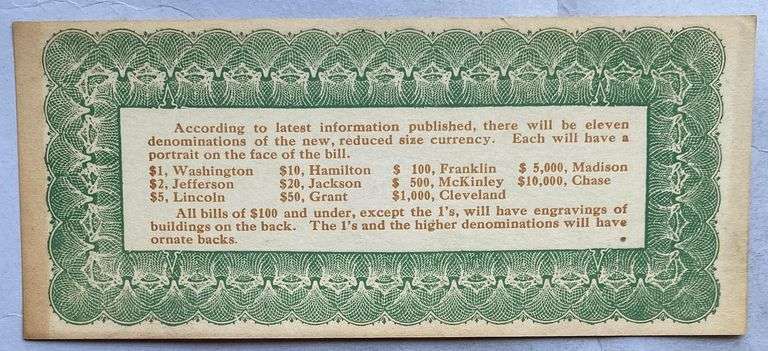 According to latest information published, there will be eleven
denominations of the new, reduced size currency. Each will have a
portrait on the face of the bill.
$1, Washington $10, Hamilton $ 100, Franklin $ 5,000, Madison
$2, Jefferson $20, Jackson $ 500, McKinley $10,000, Chase
$5, Lincoln $50, Grant $1,000, Cleveland
All bills of $100 and under, except the 1's, will have engravings of
buildings on the back. The 1's and the higher denominations will have
ornate backs.